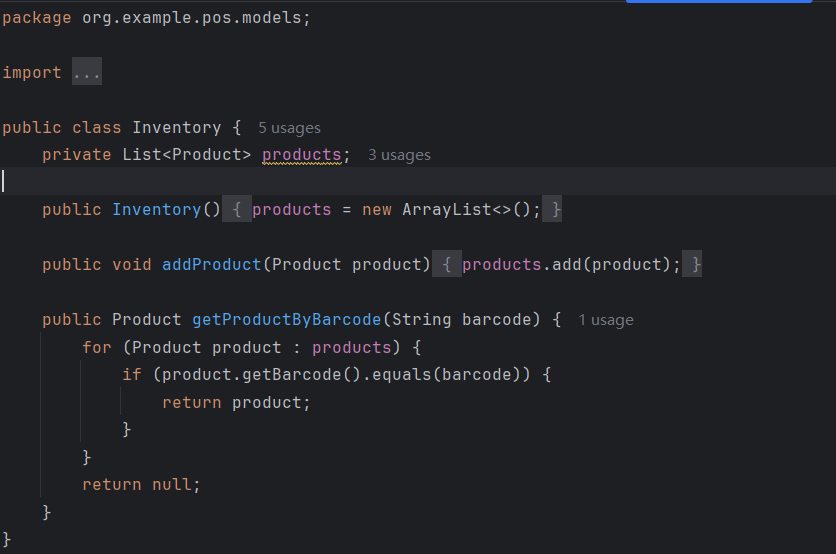 package org.example.pos.models;
import ...
public class Inventory { 5 usages
private List<Product> products; 3 usages
public Inventory() { products = new ArrayList<>(); }
public void addProduct(Product product) { products.add(product); }
public Product getProductByBarcode(String barcode) { 1 usage
for (Product product : products) {
if (product.getBarcode().equals(barcode)) {
return product;
}
}
return null;
}
}